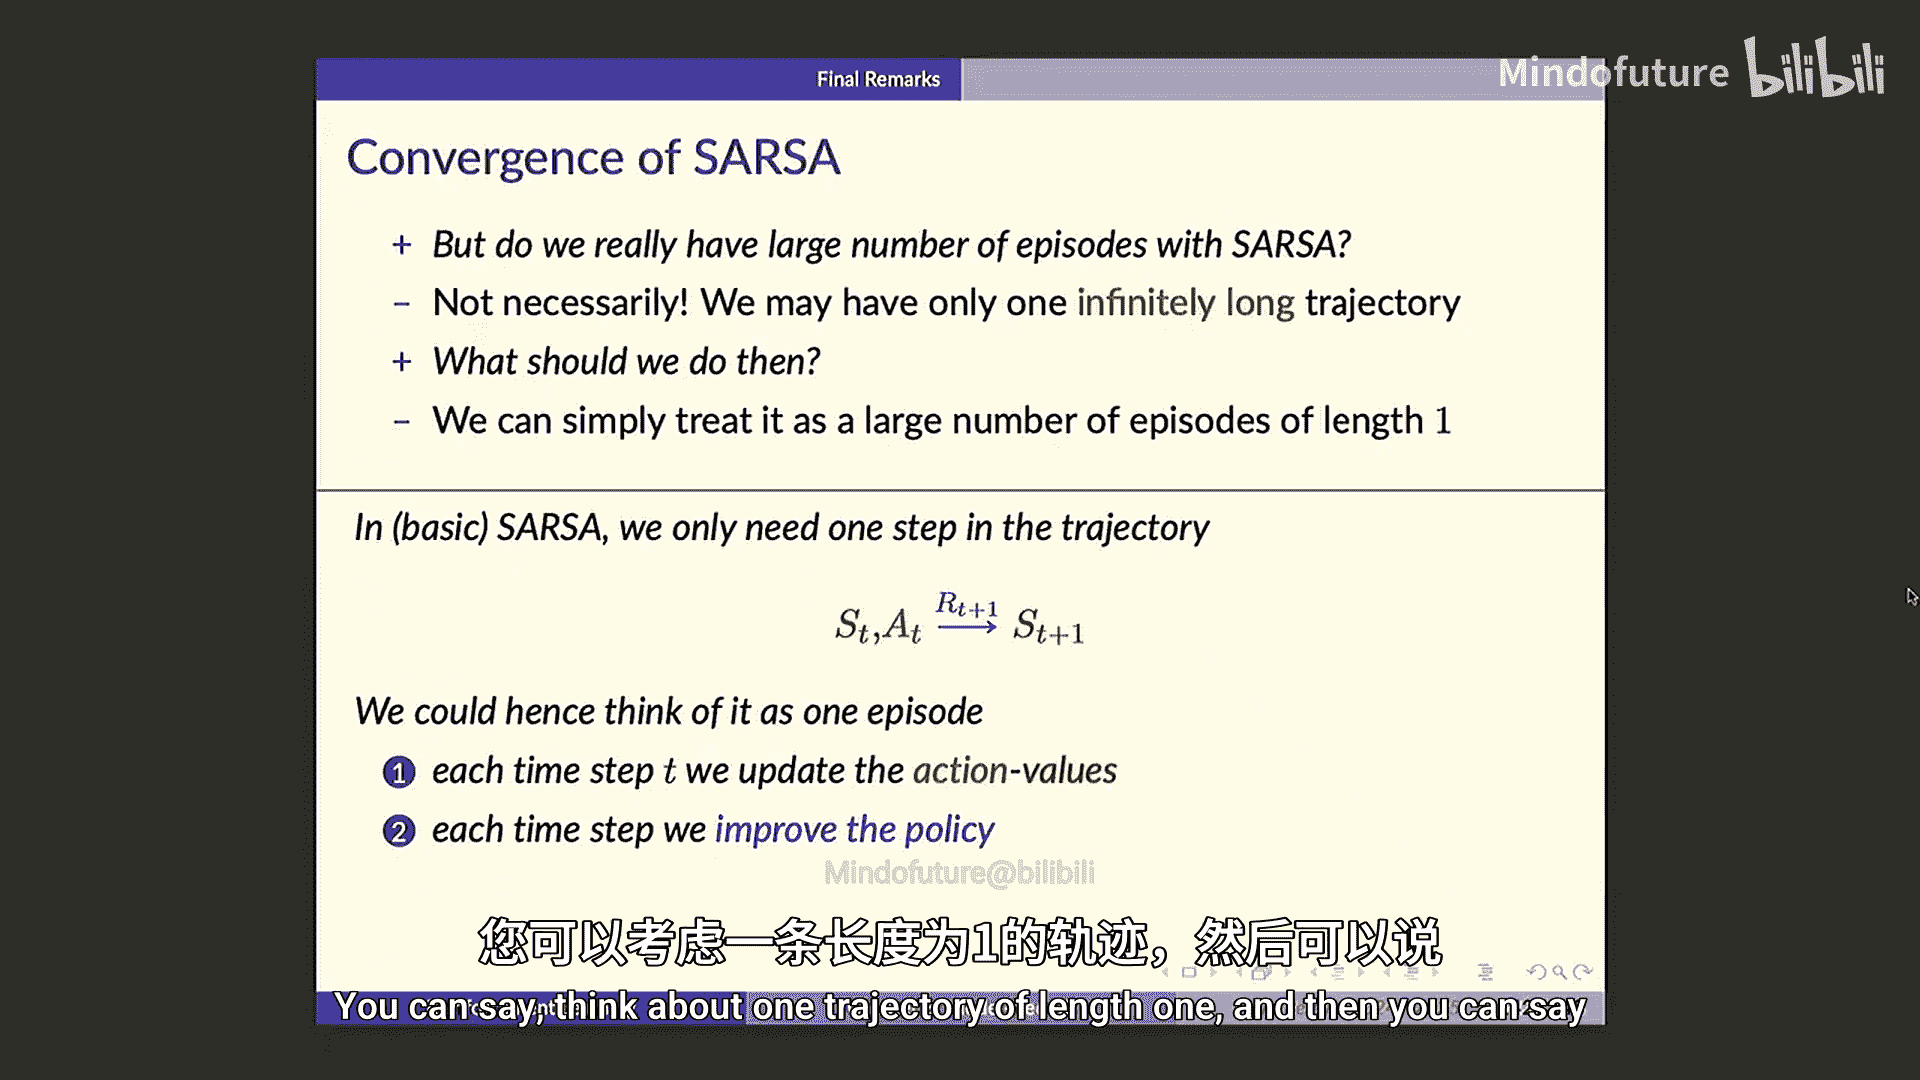 Final Remarks
Mindofuture bilibili
Convergence of SARSA
+ But do we really have large number of episodes with SARSA?
– Not necessarily! We may have only one infinitely long trajectory
+ What should we do then?
– We can simply treat it as a large number of episodes of length 1
In (basic) SARSA, we only need one step in the trajectory
R_{t+1}
S_t, A_t ⟶ S_{t+1}
We could hence think of it as one episode
1 each time step t we update the action-values
2 each time step we improve the policy
Mindofuture@bilibili
您可以考虑一条长度为1的轨迹，然后可以说
You can say, think about one trajectory of length one, and then you can say